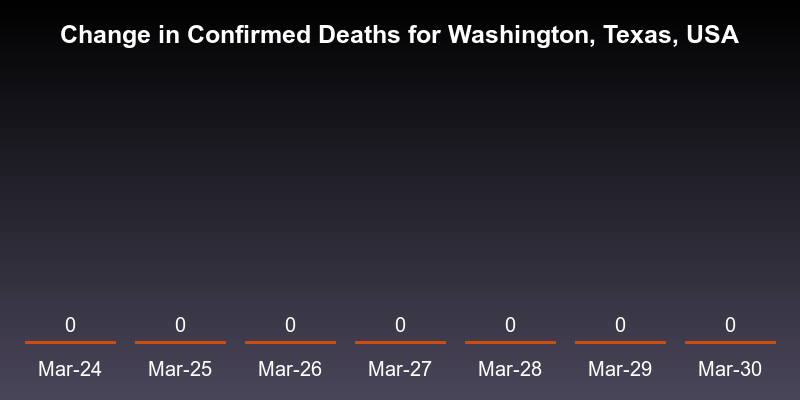 Change in Confirmed Deaths for Washington, Texas, USA
0 0 0 0 0 0 0
Mar-24 Mar-25 Mar-26 Mar-27 Mar-28 Mar-29 Mar-30